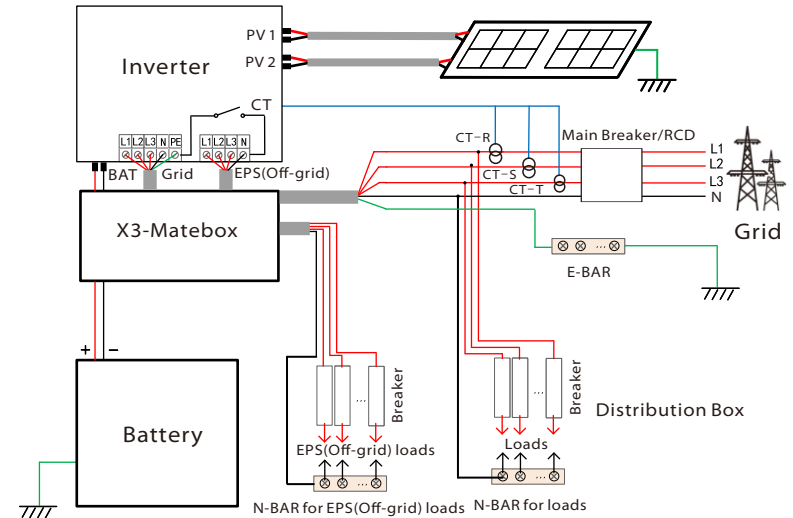 PV 1
PV 2
Inverter
CT
L1 L2 L3 N PE
L1 L2 L3 N
BAT
Grid
EPS(Off-grid)
CT-R
CT-S
CT-T
Main Breaker/RCD
L1
L2
L3
N
Grid
X3-Matebox
E-BAR
+ −
Battery
...
Breaker
EPS(Off-grid) loads
...
N-BAR for EPS(Off-grid) loads
...
Breaker
Loads
...
N-BAR for loads
Distribution Box